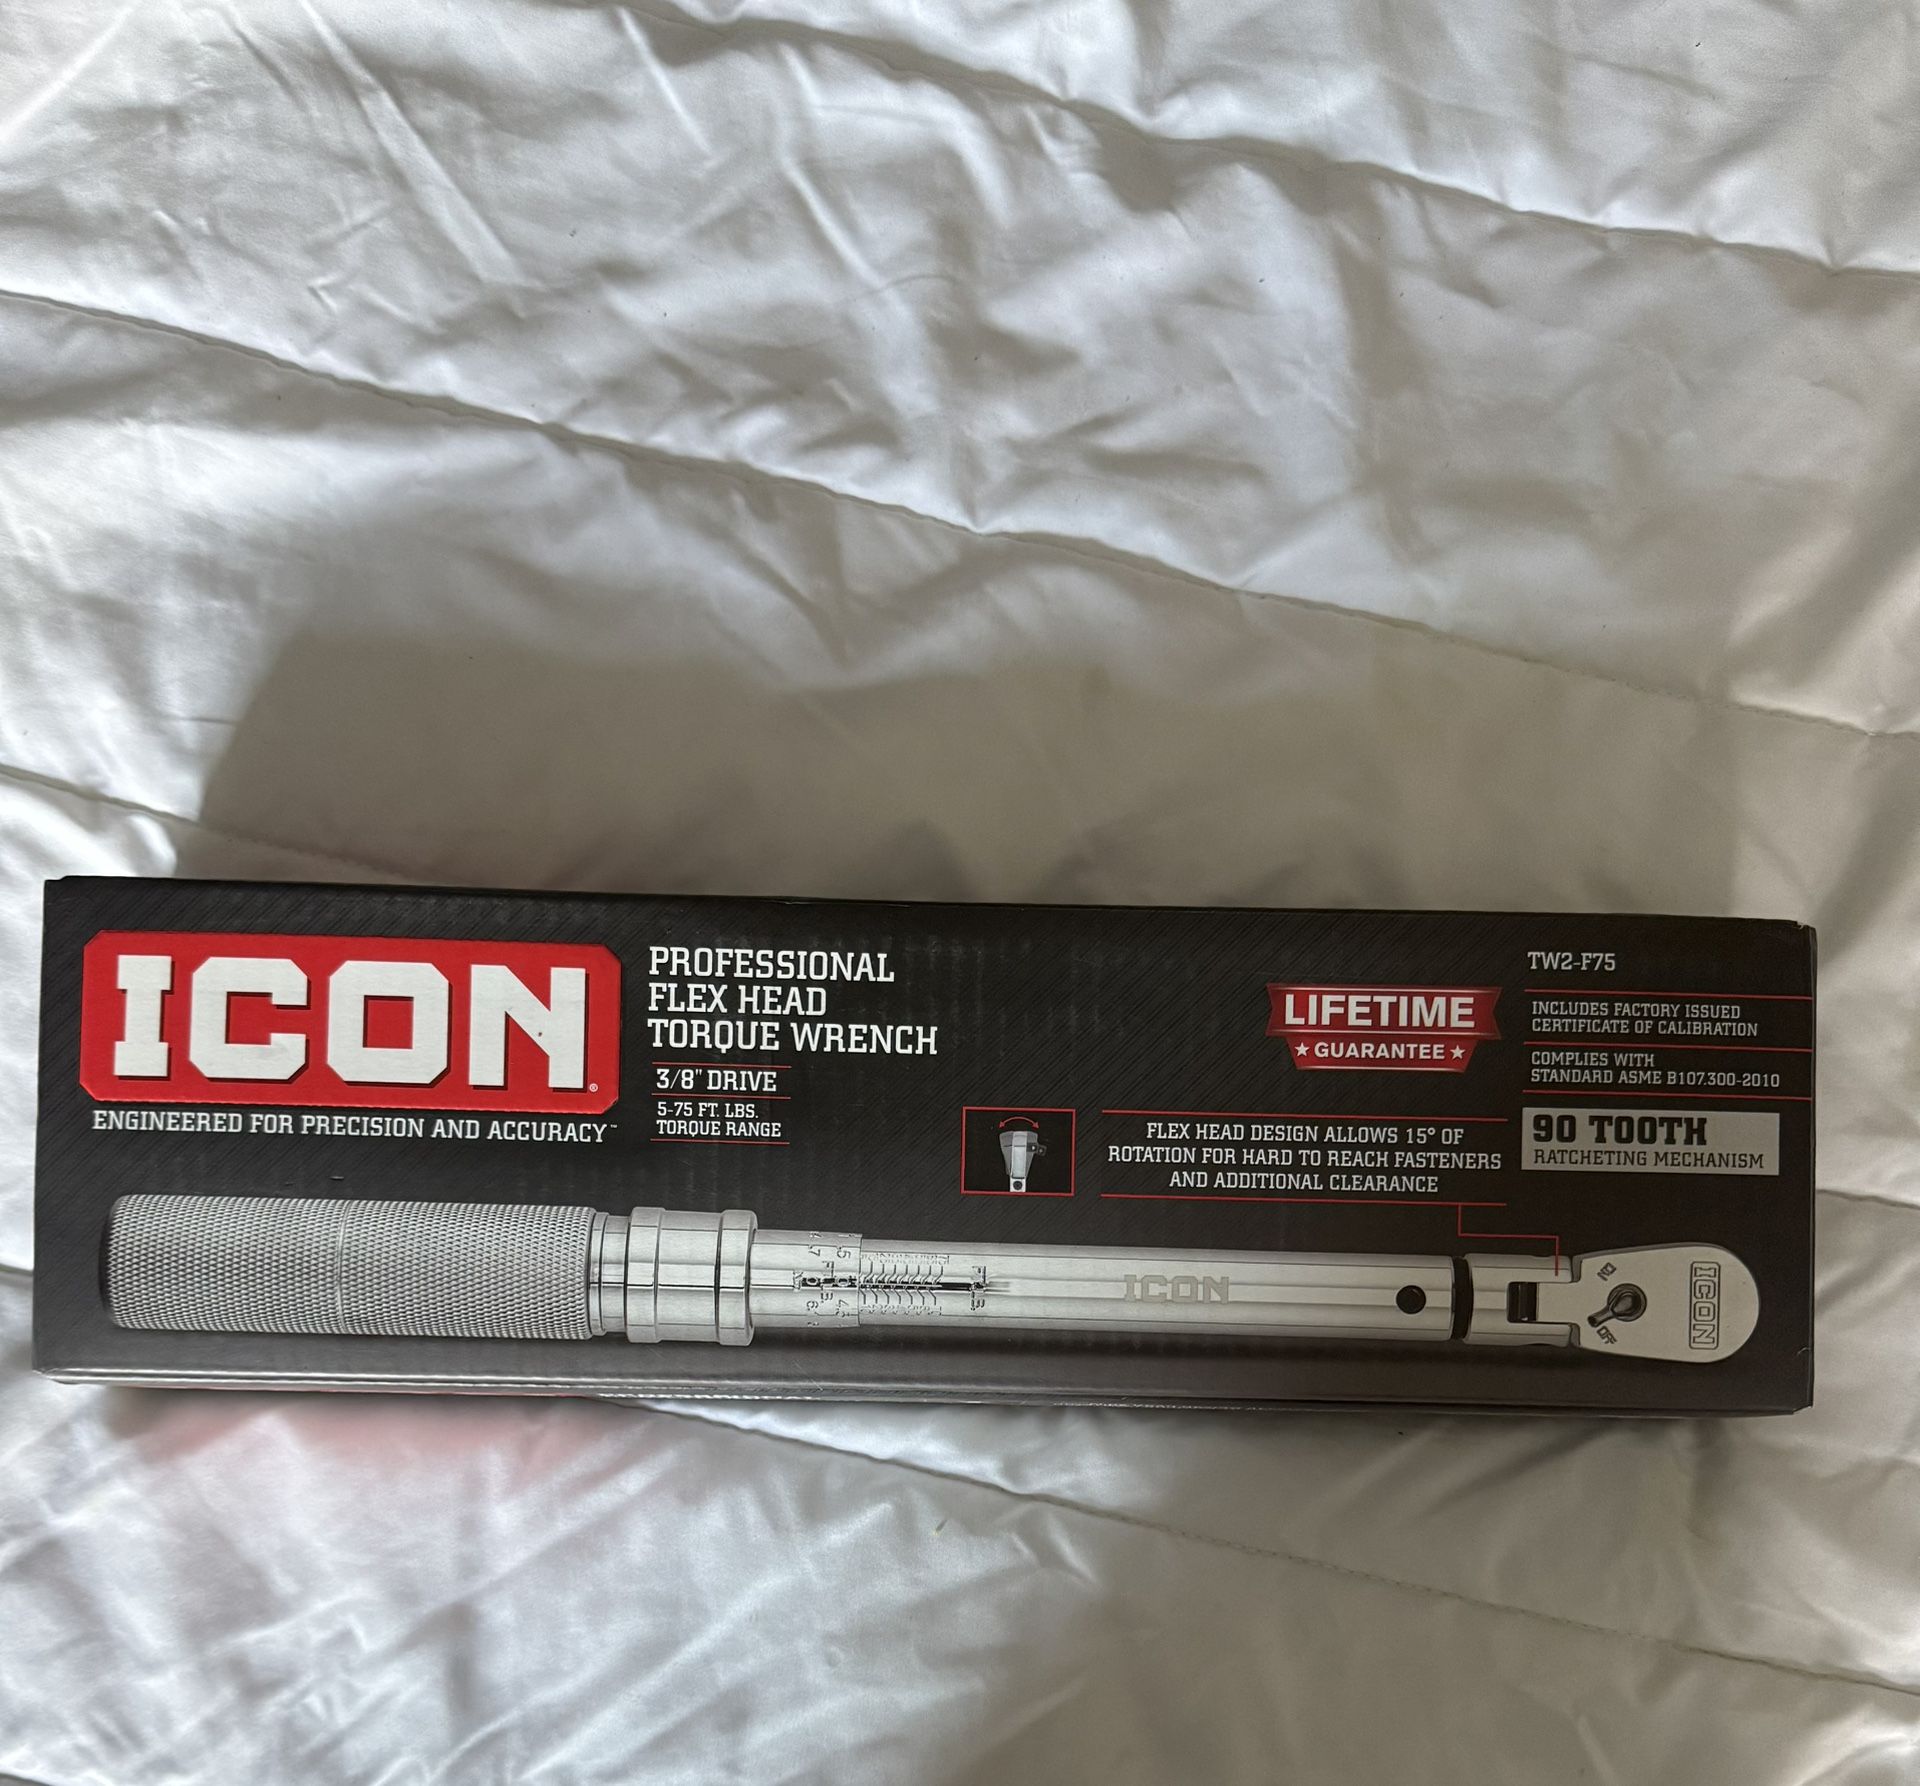 ICON®
ENGINEERED FOR PRECISION AND ACCURACY™
PROFESSIONAL
FLEX HEAD
TORQUE WRENCH
3/8" DRIVE
5-75 FT. LBS.
TORQUE RANGE
LIFETIME
★ GUARANTEE ★
FLEX HEAD DESIGN ALLOWS 15° OF
ROTATION FOR HARD TO REACH FASTENERS
AND ADDITIONAL CLEARANCE
TW2-F75
INCLUDES FACTORY ISSUED
CERTIFICATE OF CALIBRATION
COMPLIES WITH
STANDARD ASME B107.300-2010
90 TOOTH
RATCHETING MECHANISM
ICON
ON
OFF
ICON